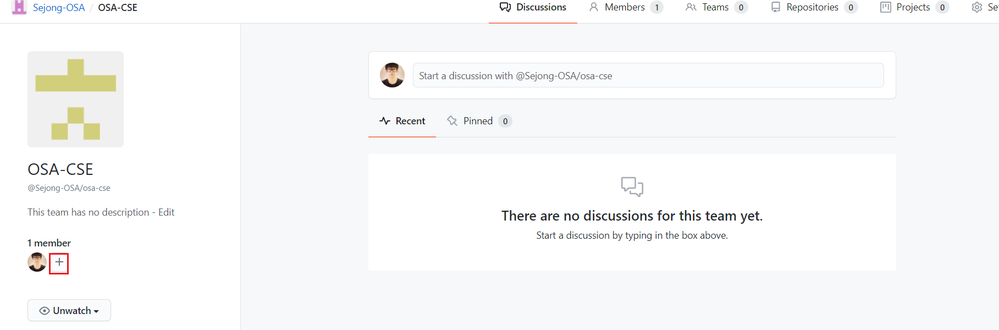 Sejong-OSA / OSA-CSE
Discussions
Members 1
Teams 0
Repositories 0
Projects 0
Start a discussion with @Sejong-OSA/osa-cse
Recent
Pinned 0
OSA-CSE
@Sejong-OSA/osa-cse
This team has no description - Edit
1 member
Unwatch
There are no discussions for this team yet.
Start a discussion by typing in the box above.